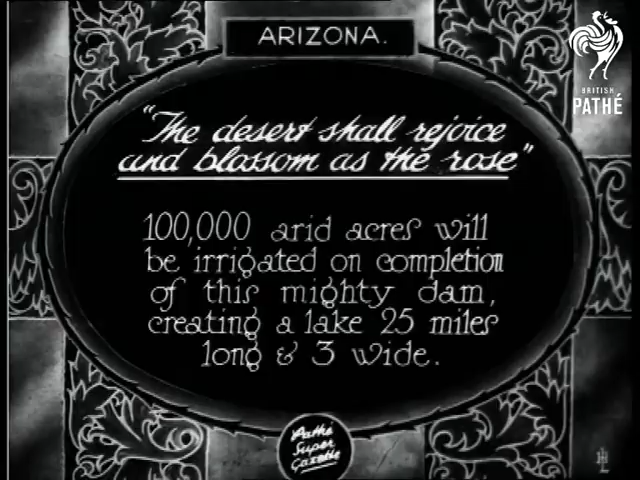 ARIZONA.
BRITISH
PATHÉ
"The desert shall rejoice
and blossom as the rose"
100,000 arid acres will
be irrigated on completion
of this mighty dam,
creating a lake 25 miles
long & 3 wide.
Pathé
Super
Gazette